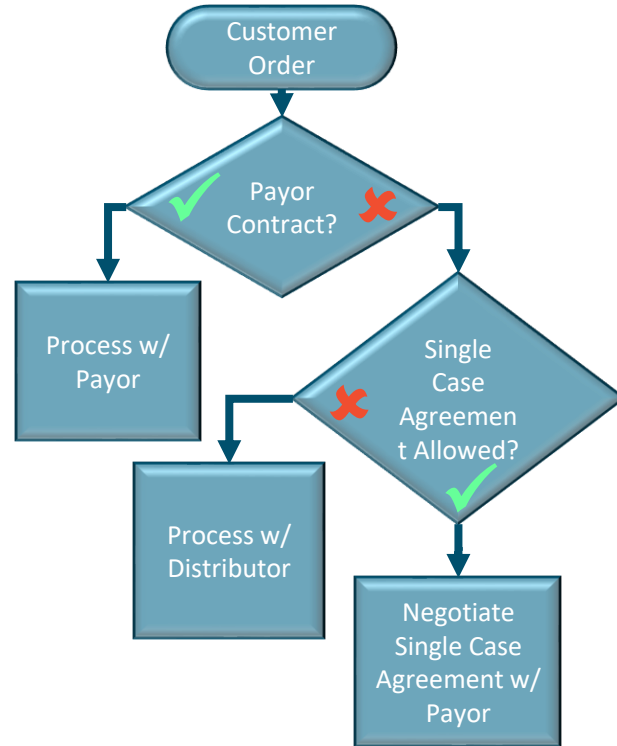 Customer
Order
Payor
Contract?
Process w/
Payor
Single
Case
Agreemen
t Allowed?
Process w/
Distributor
Negotiate
Single Case
Agreement w/
Payor